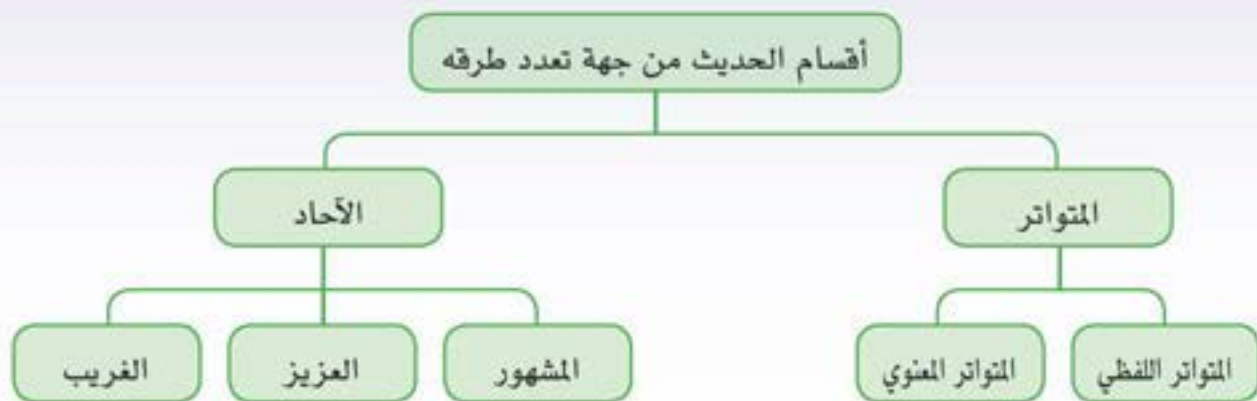 أقسام الحديث من جهة تعدد طرقه
المتواتر
الآحاد
المتواتر اللفظي
المتواتر المعنوي
المشهور
العزيز
الغريب